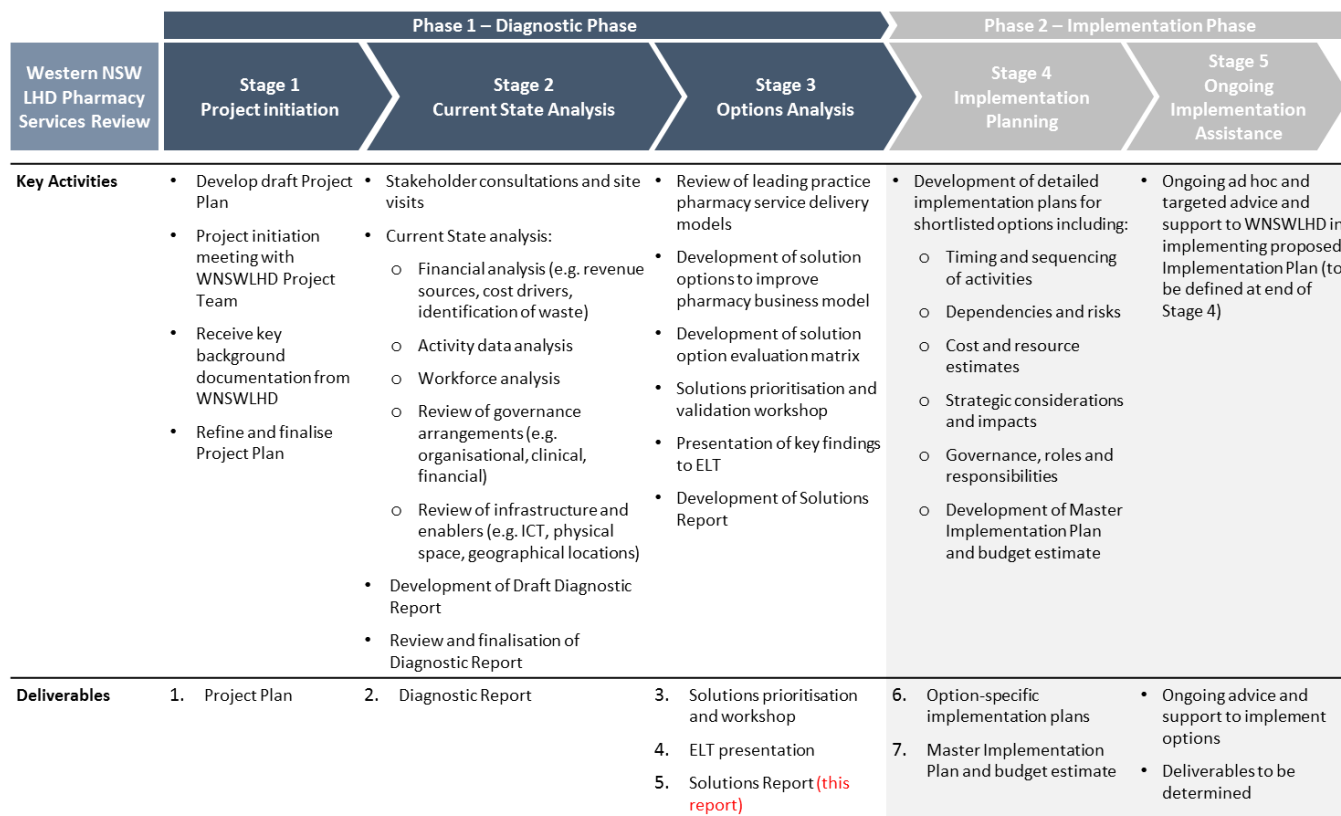 Phase 1 – Diagnostic Phase
Phase 2 – Implementation Phase
Western NSW
LHD Pharmacy
Services Review
Stage 1
Project initiation
Stage 2
Current State Analysis
Stage 3
Options Analysis
Stage 4
Implementation
Planning
Stage 5
Ongoing
Implementation
Assistance
Key Activities
• Develop draft Project
Plan
• Project initiation
meeting with
WNSWLHD Project
Team
• Receive key
background
documentation from
WNSWLHD
• Refine and finalise
Project Plan
• Stakeholder consultations and site
visits
• Current State analysis:
o Financial analysis (e.g. revenue
sources, cost drivers,
identification of waste)
o Activity data analysis
o Workforce analysis
o Review of governance
arrangements (e.g.
organisational, clinical,
financial)
o Review of infrastructure and
enablers (e.g. ICT, physical
space, geographical locations)
• Development of Draft Diagnostic
Report
• Review and finalisation of
Diagnostic Report
• Review of leading practice
pharmacy service delivery
models
• Development of solution
options to improve
pharmacy business model
• Development of solution
option evaluation matrix
• Solutions prioritisation and
validation workshop
• Presentation of key findings
to ELT
• Development of Solutions
Report
• Development of detailed
implementation plans for
shortlisted options including:
o Timing and sequencing
of activities
o Dependencies and risks
o Cost and resource
estimates
o Strategic considerations
and impacts
o Governance, roles and
responsibilities
o Development of Master
Implementation Plan
and budget estimate
• Ongoing ad hoc and
targeted advice and
support to WNSWLHD in
implementing proposed
Implementation Plan (to
be defined at end of
Stage 4)
Deliverables
1. Project Plan
2. Diagnostic Report
3. Solutions prioritisation
and workshop
4. ELT presentation
5. Solutions Report (this
report)
6. Option-specific
implementation plans
7. Master Implementation
Plan and budget estimate
• Ongoing advice and
support to implement
options
• Deliverables to be
determined